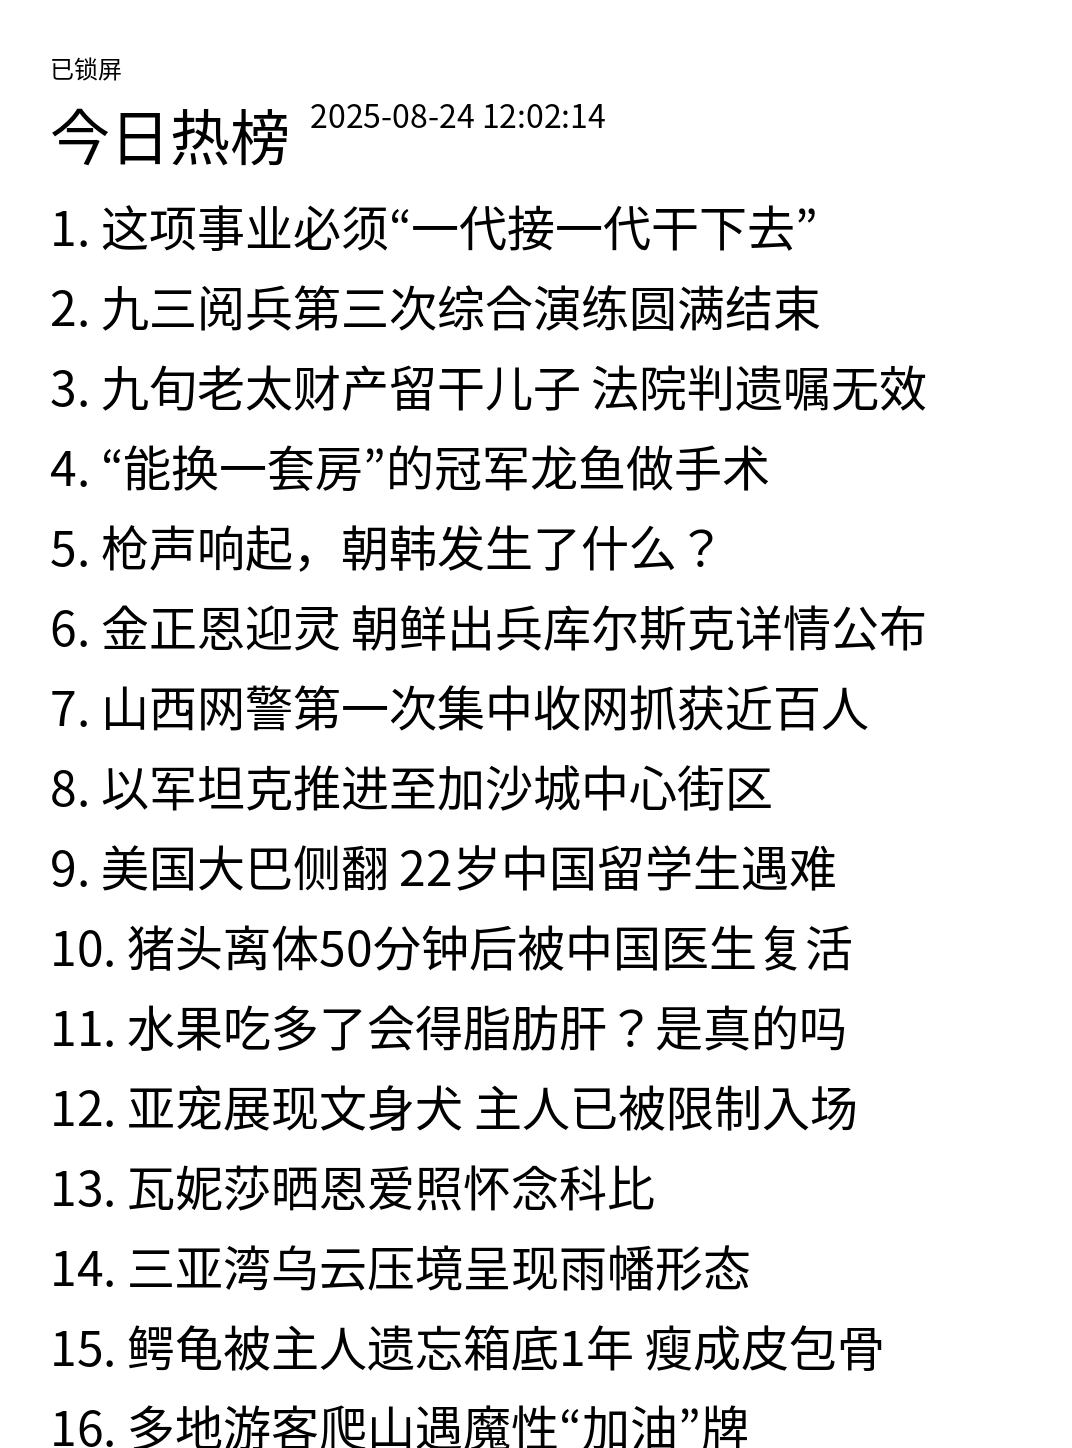 已锁屏
今日热榜 2025-08-24 12:02:14
1. 这项事业必须“一代接一代干下去”
2. 九三阅兵第三次综合演练圆满结束
3. 九旬老太财产留干儿子 法院判遗嘱无效
4. “能换一套房”的冠军龙鱼做手术
5. 枪声响起，朝韩发生了什么？
6. 金正恩迎灵 朝鲜出兵库尔斯克详情公布
7. 山西网警第一次集中收网抓获近百人
8. 以军坦克推进至加沙城中心街区
9. 美国大巴侧翻 22岁中国留学生遇难
10. 猪头离体50分钟后被中国医生复活
11. 水果吃多了会得脂肪肝？是真的吗
12. 亚宠展现文身犬 主人已被限制入场
13. 瓦妮莎晒恩爱照怀念科比
14. 三亚湾乌云压境呈现雨幡形态
15. 鳄龟被主人遗忘箱底1年 瘦成皮包骨
16. 多地游客爬山遇魔性“加油”牌